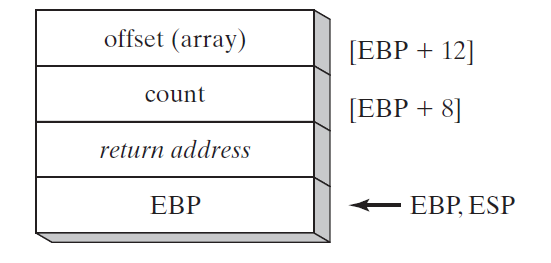 offset (array)
[EBP + 12]
count
[EBP + 8]
return address
EBP
EBP, ESP